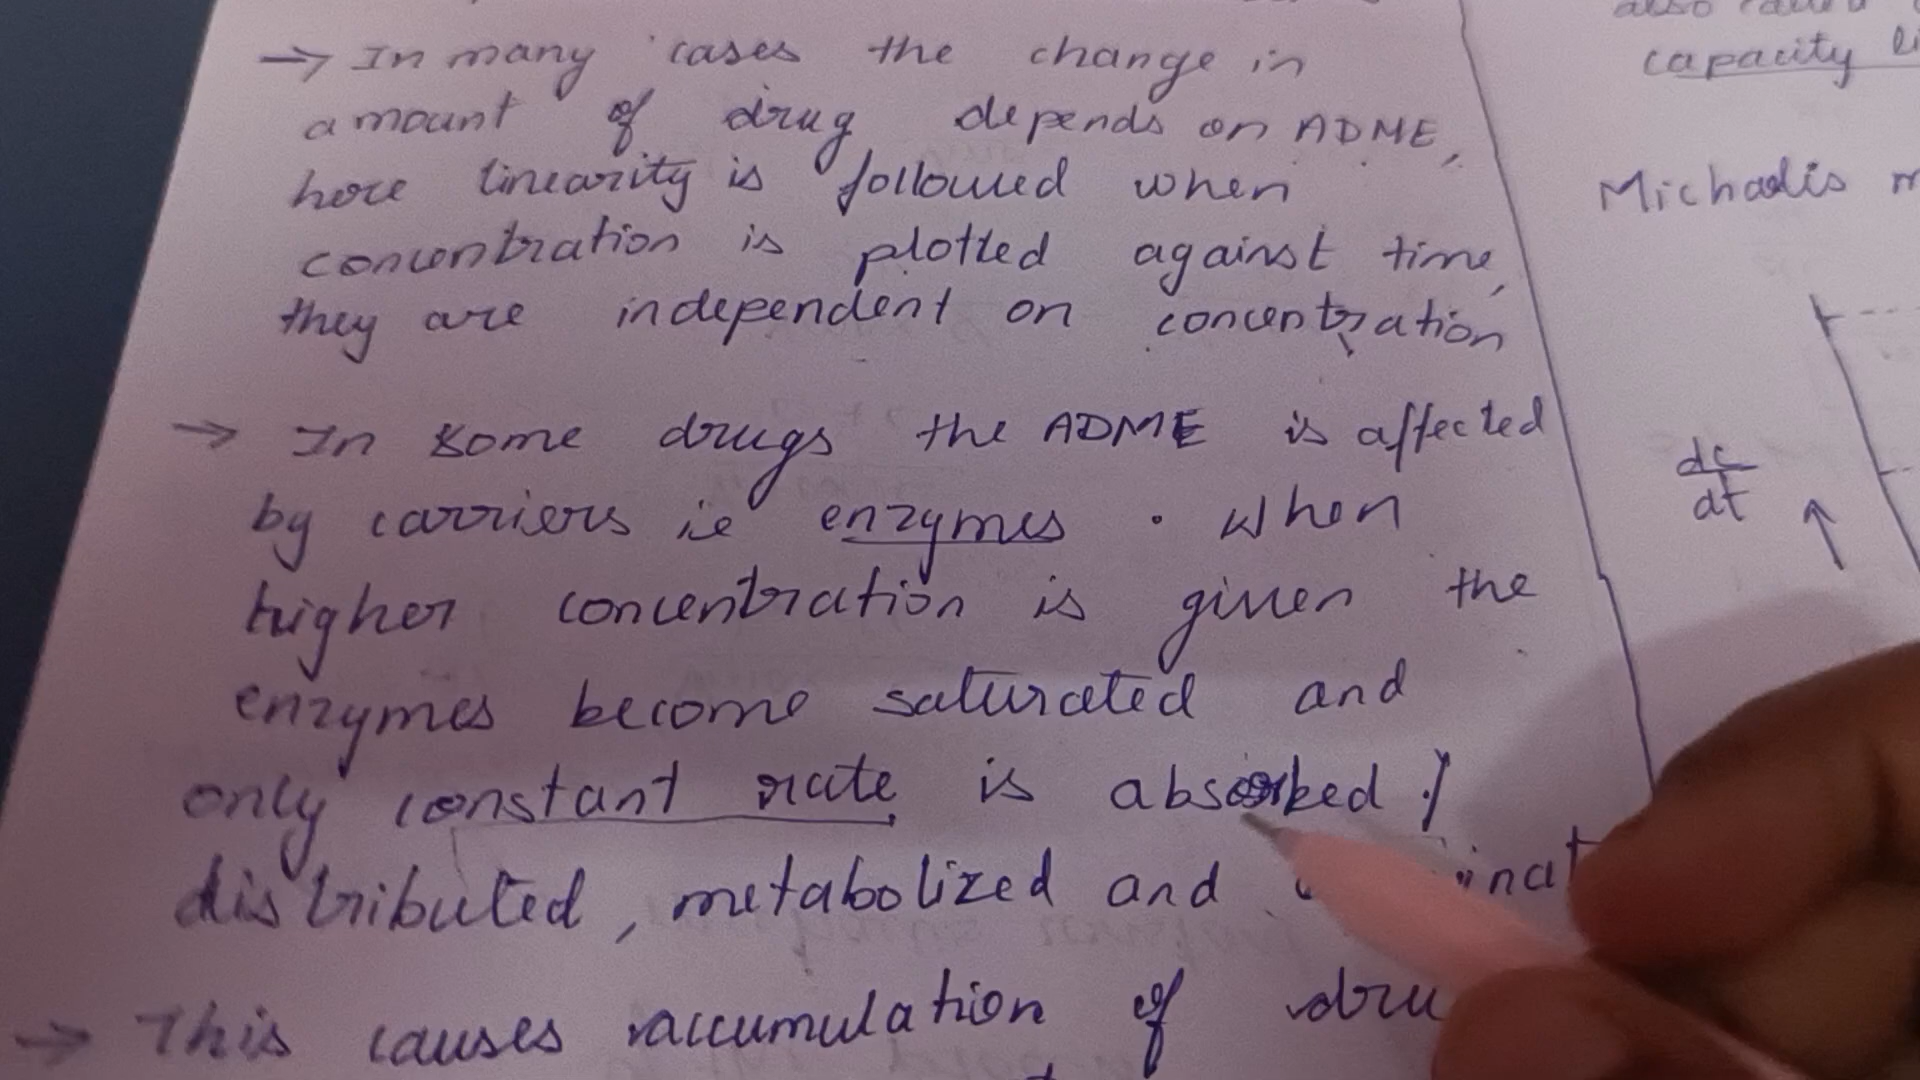 → In many cases the change in
amount of drug depends on ADME,
here linearity is followed when
concentration is plotted against time,
they are independent on concentration
→ In some drugs the ADME is affected
by carriers ie enzymes. When
higher concentration is given the
enzymes become saturated and
only constant rate is absorbed /
distributed, metabolized and
→ This causes accumulation of
capacity
Michaelis
dc/dt ↑